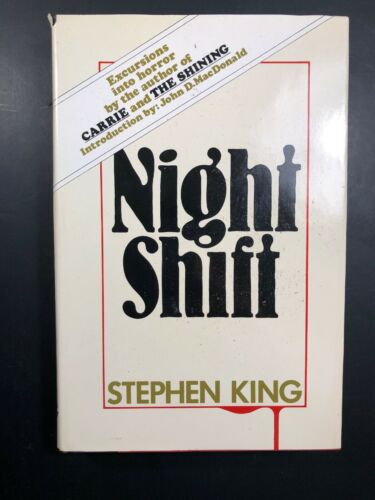 Excursions
into horror
by the author of
CARRIE and THE SHINING
Introduction by: John D. MacDonald
Night
Shift
STEPHEN KING